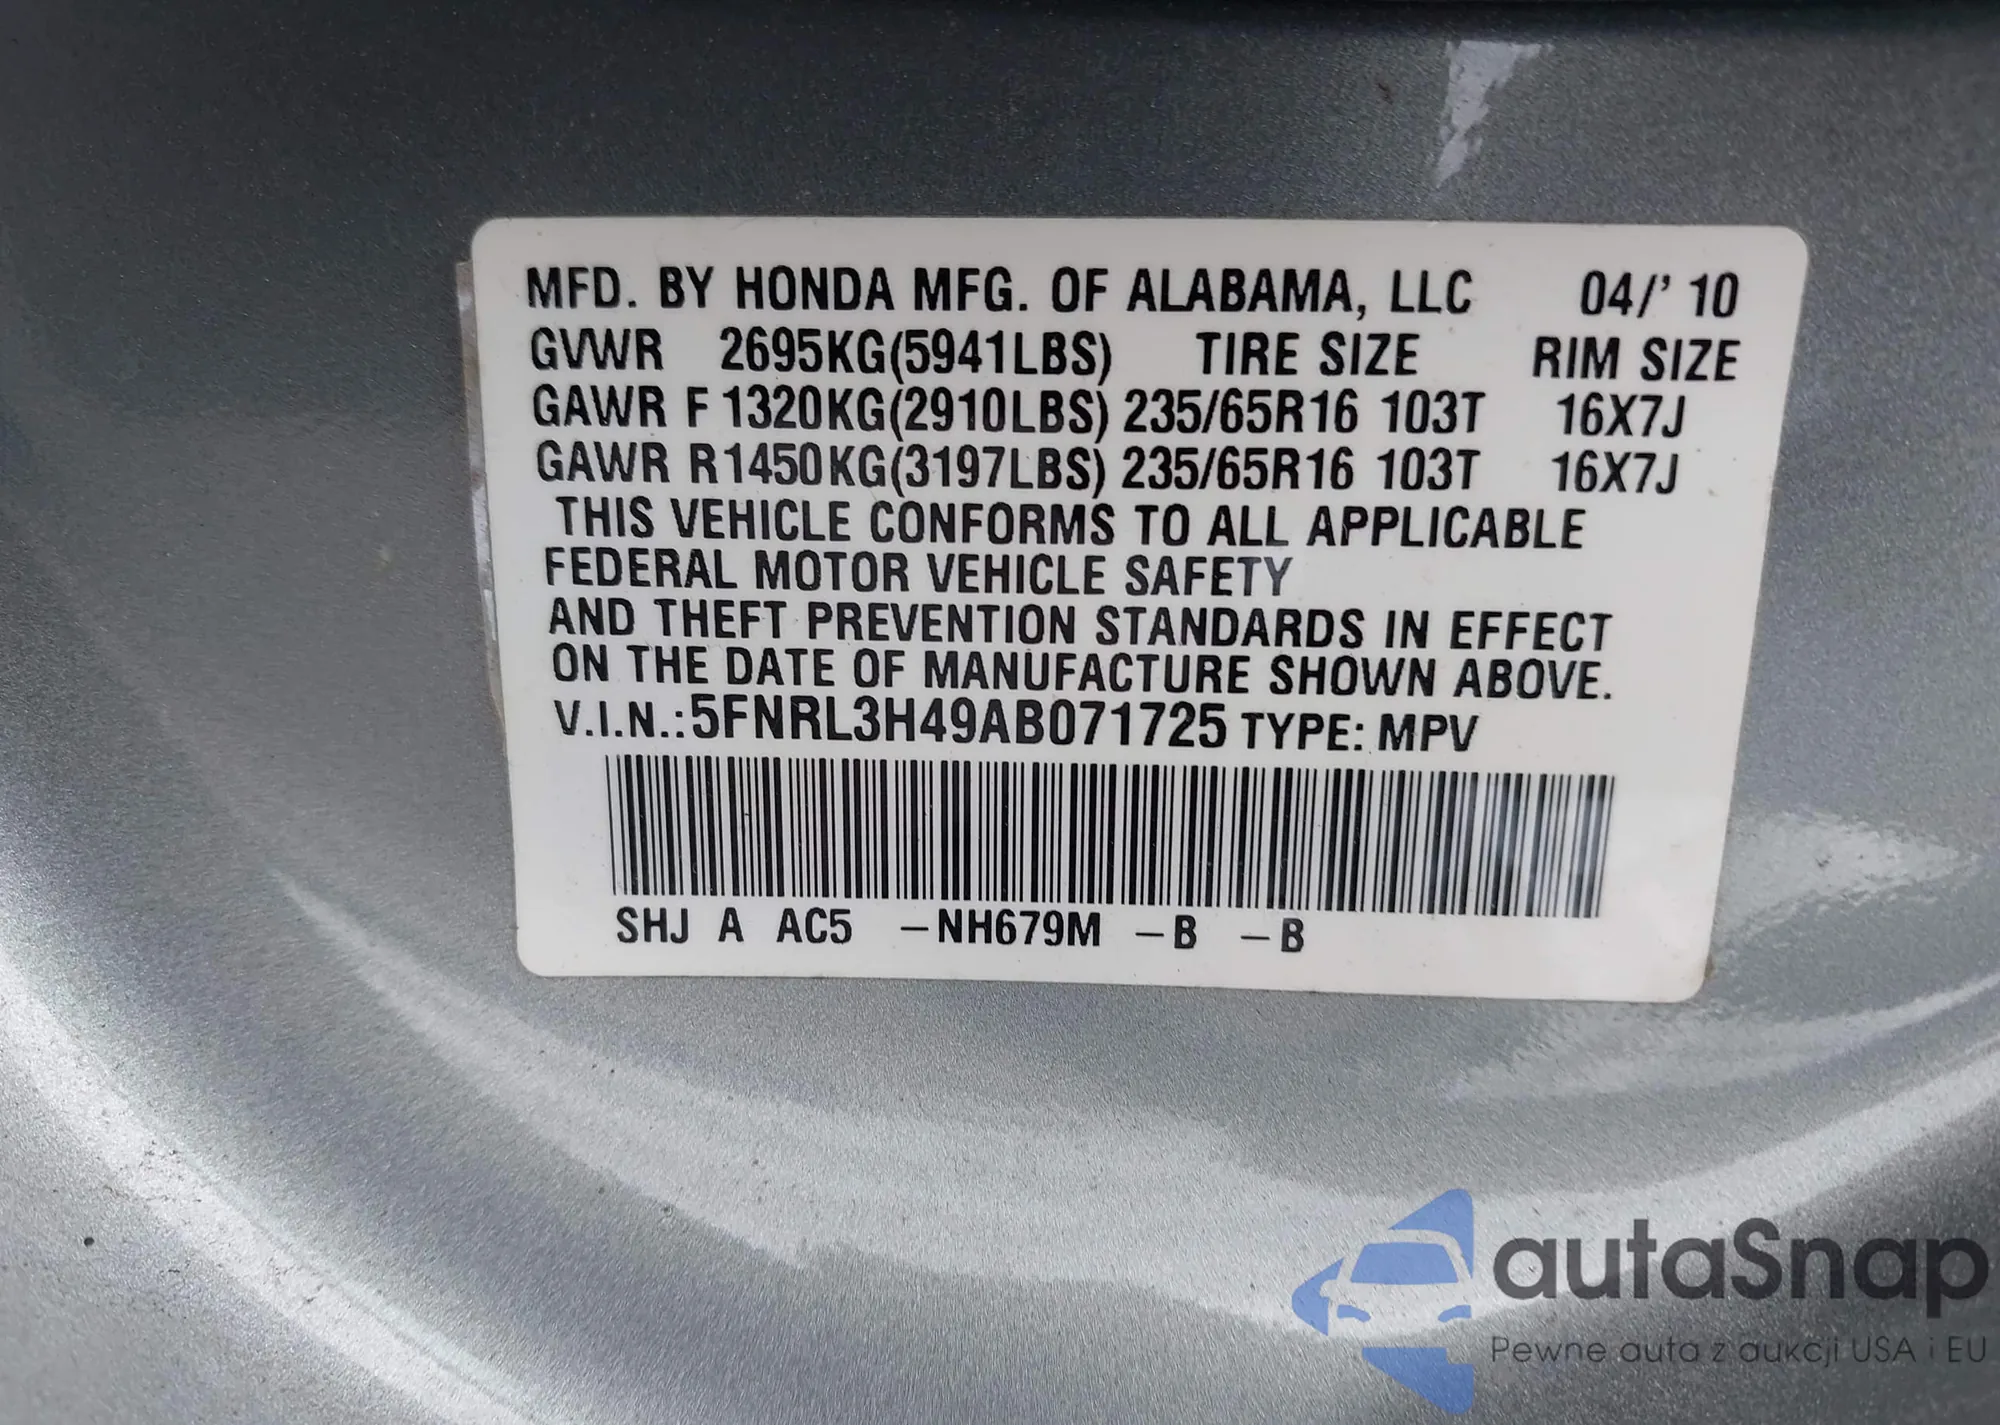 MFD. BY HONDA MFG. OF ALABAMA, LLC 04/' 10
GVWR 2695KG(5941LBS) TIRE SIZE RIM SIZE
GAWR F 1320KG(2910LBS) 235/65R16 103T 16X7J
GAWR R1450KG(3197LBS) 235/65R16 103T 16X7J
THIS VEHICLE CONFORMS TO ALL APPLICABLE
FEDERAL MOTOR VEHICLE SAFETY
AND THEFT PREVENTION STANDARDS IN EFFECT
ON THE DATE OF MANUFACTURE SHOWN ABOVE.
V.I.N.:5FNRL3H49AB071725 TYPE: MPV
SHJ A AC5 –NH679M –B –B
autaSnap
Pewne auta z aukcji USA i EU